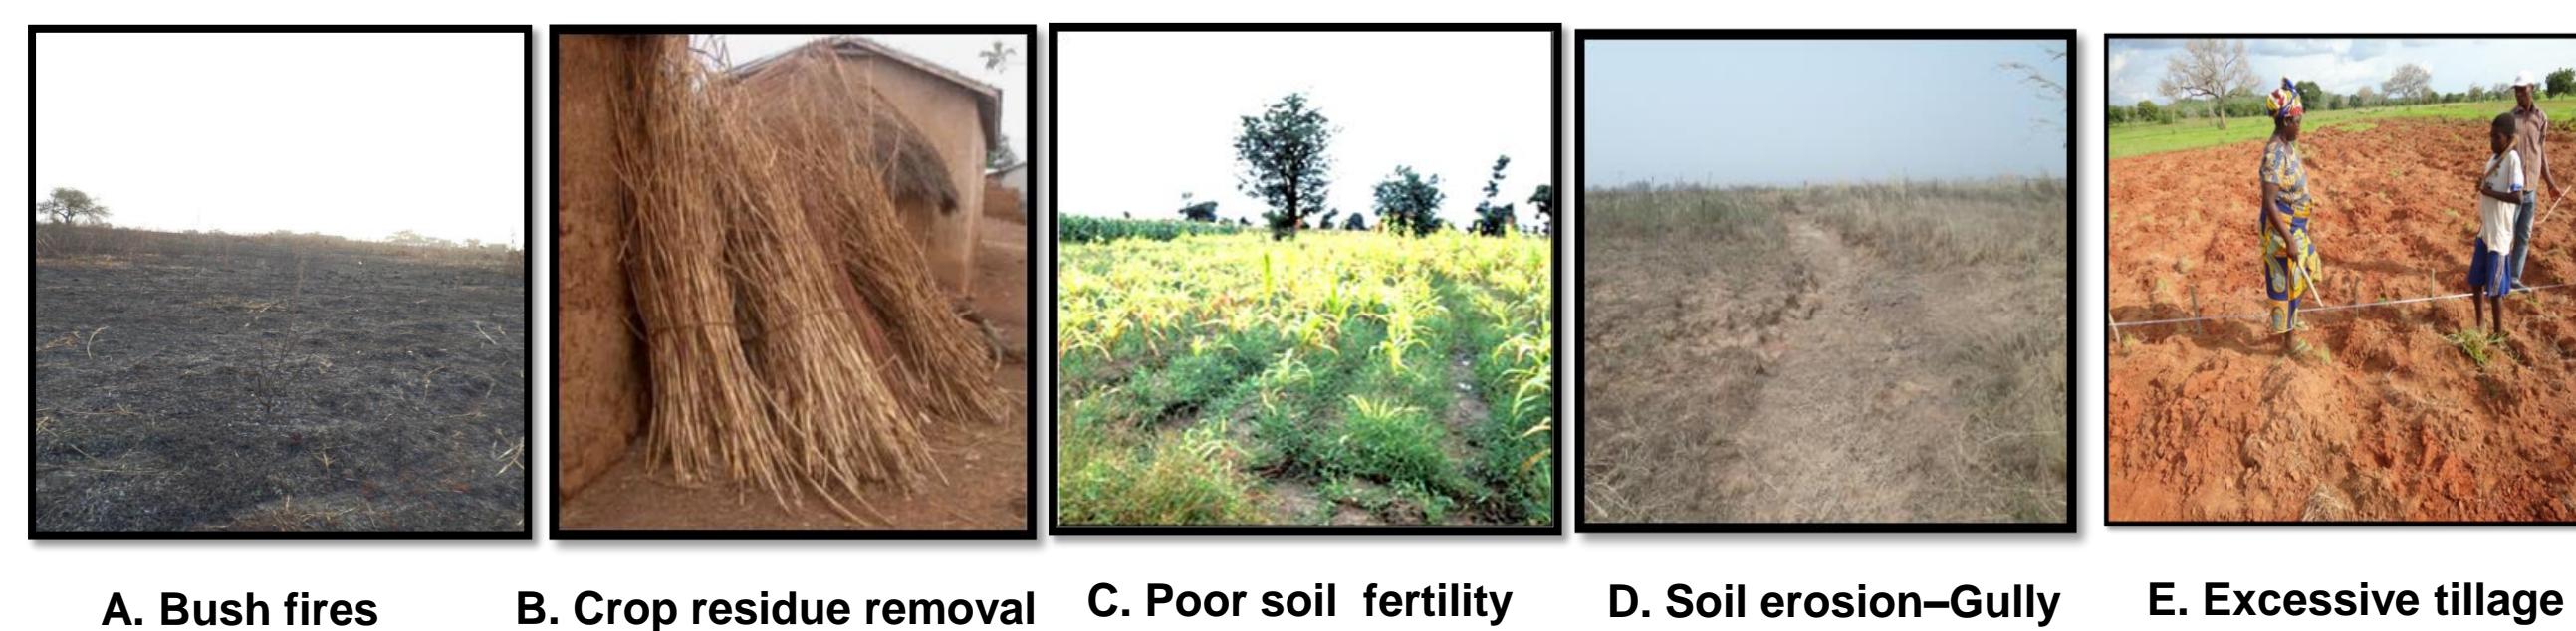 A. Bush fires
B. Crop residue removal
C. Poor soil fertility
D. Soil erosion–Gully
E. Excessive tillage